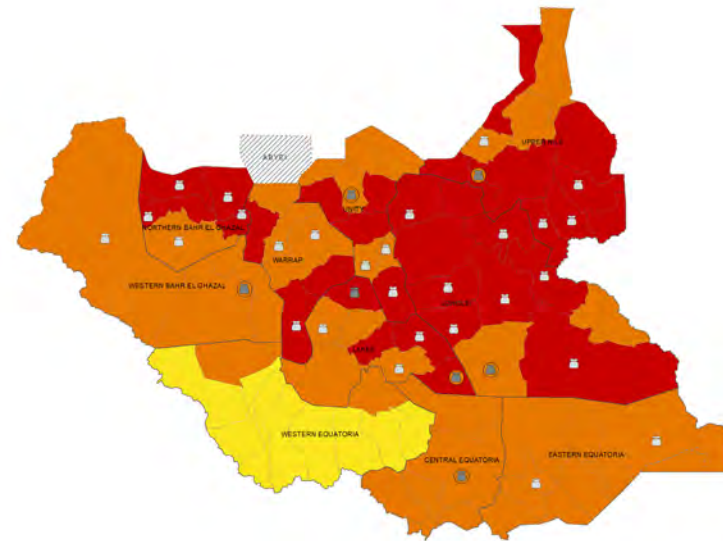 ABYEI
UPPER NILE
UNITY
NORTHERN BAHR EL GHAZAL
WARRAP
WESTERN BAHR EL GHAZAL
JONGLEI
LAKES
WESTERN EQUATORIA
CENTRAL EQUATORIA
EASTERN EQUATORIA